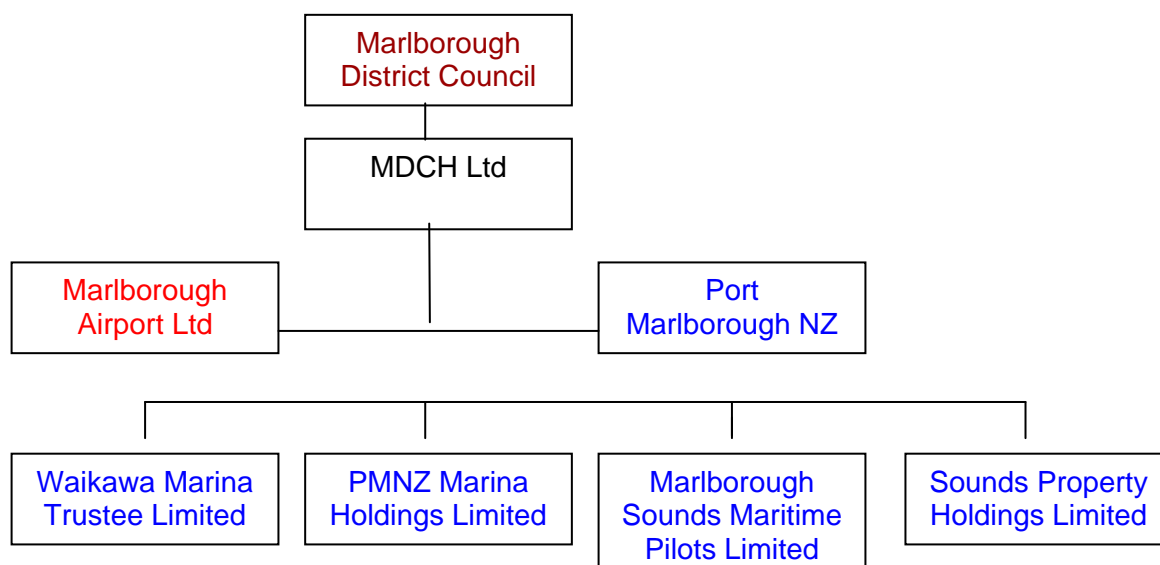 Marlborough
District Council
MDCH Ltd
Marlborough
Airport Ltd
Port
Marlborough NZ
Waikawa Marina
Trustee Limited
PMNZ Marina
Holdings Limited
Marlborough
Sounds Maritime
Pilots Limited
Sounds Property
Holdings Limited